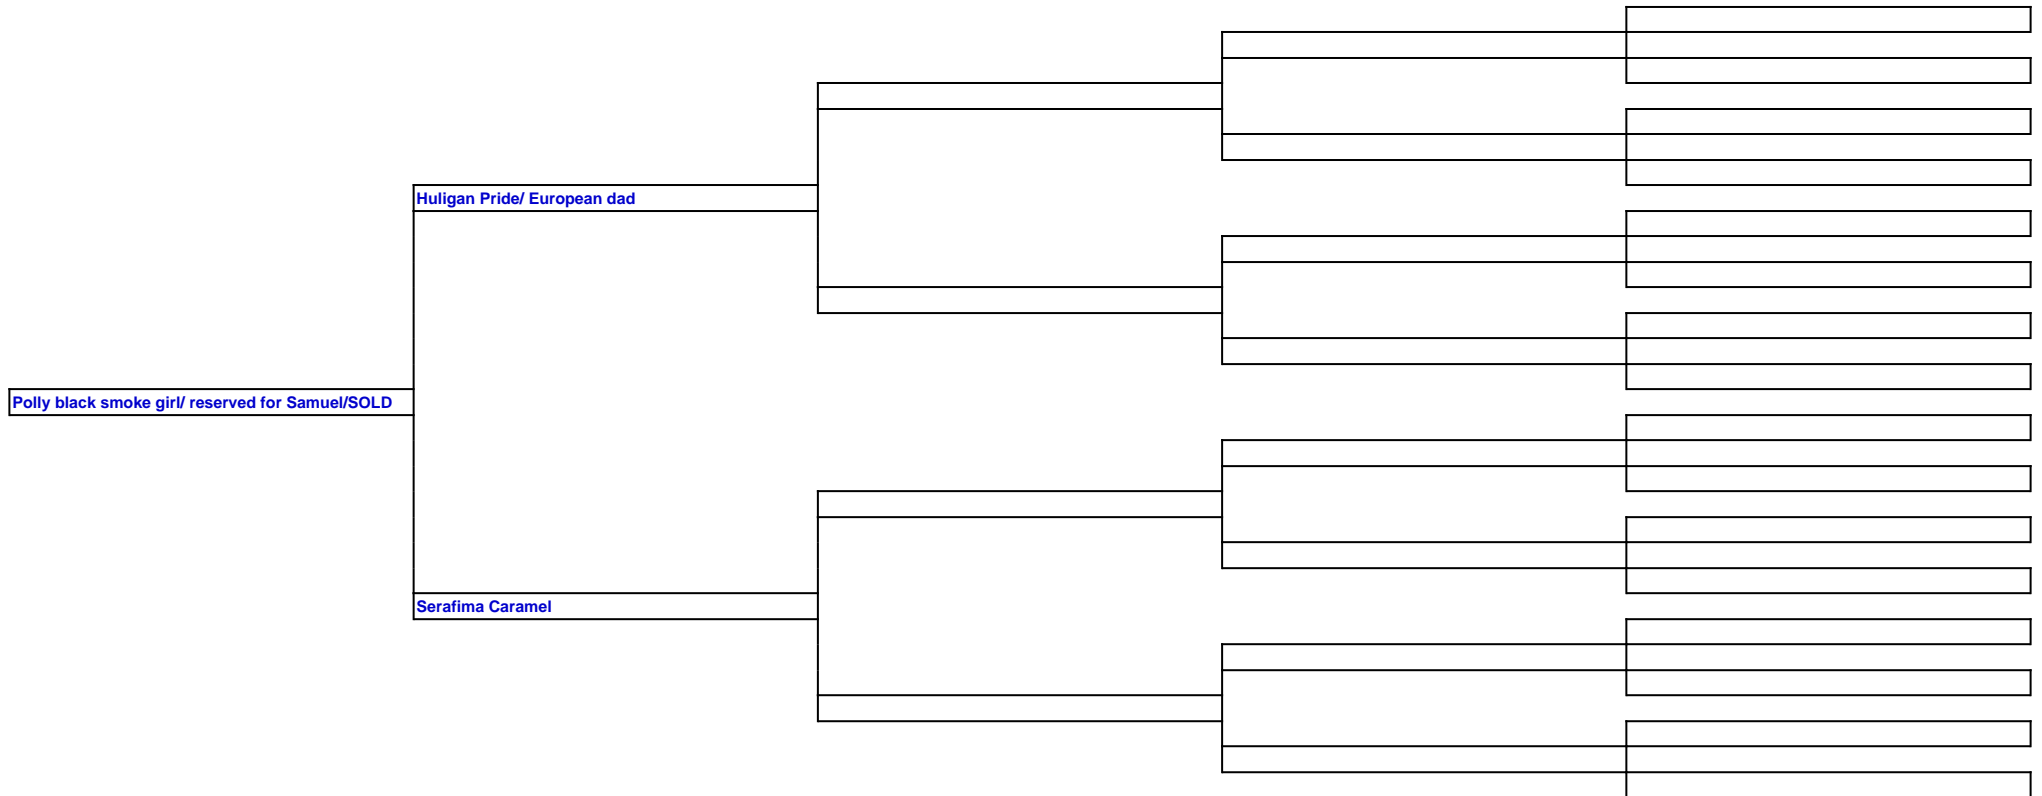 Huligan Pride/ European dad
Polly black smoke girl/ reserved for Samuel/SOLD
Serafima Caramel